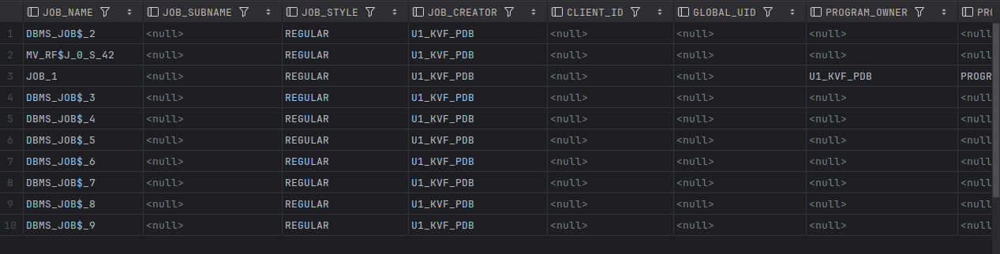 JOB_NAME JOB_SUBNAME JOB_STYLE JOB_CREATOR CLIENT_ID GLOBAL_UID PROGRAM_OWNER PRO
1 DBMS_JOB$_2 <null> REGULAR U1_KVF_PDB <null> <null> <null> <null
2 MV_RF$J_0_S_42 <null> REGULAR U1_KVF_PDB <null> <null> <null> <null
3 JOB_1 <null> REGULAR U1_KVF_PDB <null> <null> U1_KVF_PDB PROGR
4 DBMS_JOB$_3 <null> REGULAR U1_KVF_PDB <null> <null> <null> <null
5 DBMS_JOB$_4 <null> REGULAR U1_KVF_PDB <null> <null> <null> <null
6 DBMS_JOB$_5 <null> REGULAR U1_KVF_PDB <null> <null> <null> <null
7 DBMS_JOB$_6 <null> REGULAR U1_KVF_PDB <null> <null> <null> <null
8 DBMS_JOB$_7 <null> REGULAR U1_KVF_PDB <null> <null> <null> <null
9 DBMS_JOB$_8 <null> REGULAR U1_KVF_PDB <null> <null> <null> <null
10 DBMS_JOB$_9 <null> REGULAR U1_KVF_PDB <null> <null> <null> <null